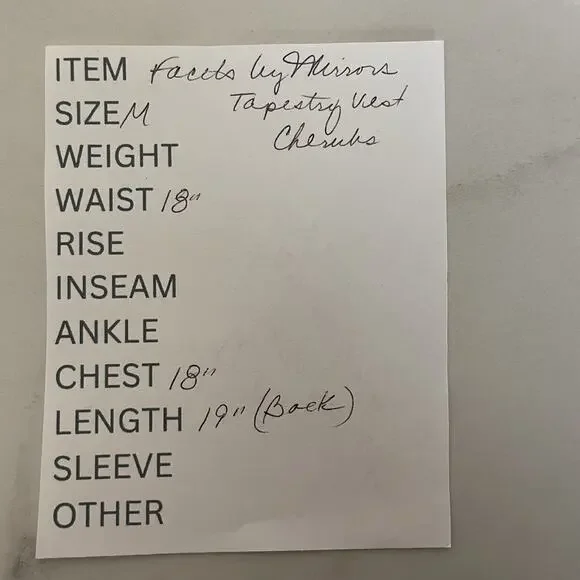 ITEM Facets by Mirrors
SIZE M Tapestry Vest
Cherubs
WEIGHT
WAIST 18"
RISE
INSEAM
ANKLE
CHEST 18"
LENGTH 19" (Back)
SLEEVE
OTHER